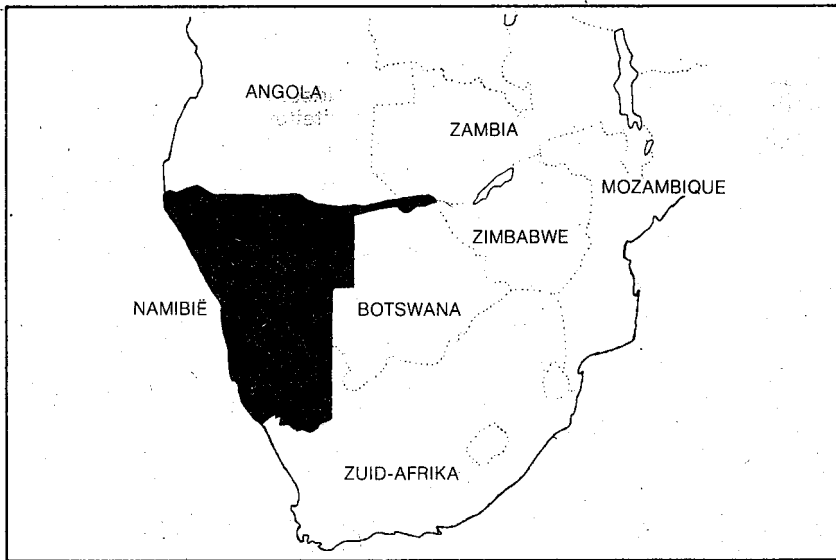 ANGOLA
ZAMBIA
MOZAMBIQUE
ZIMBABWE
NAMIBIË
BOTSWANA
ZUID-AFRIKA